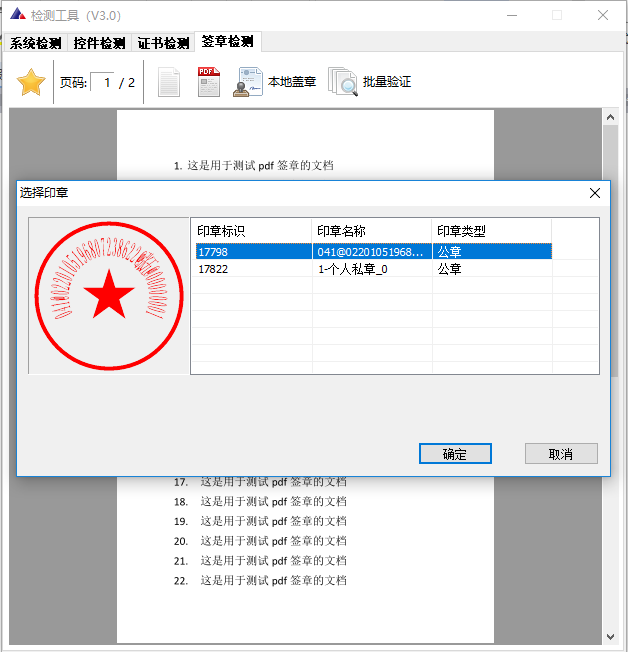 检测工具（V3.0）
系统检测 控件检测 证书检测 签章检测
页码: 1 / 2 本地盖章 批量验证
PDF
1. 这是用于测试 pdf 签章的文档
选择印章
印章标识 印章名称 印章类型
17798 041@02201051968... 公章
17822 1-个人私章_0 公章
确定 取消
17. 这是用于测试 pdf 签章的文档
18. 这是用于测试 pdf 签章的文档
19. 这是用于测试 pdf 签章的文档
20. 这是用于测试 pdf 签章的文档
21. 这是用于测试 pdf 签章的文档
22. 这是用于测试 pdf 签章的文档